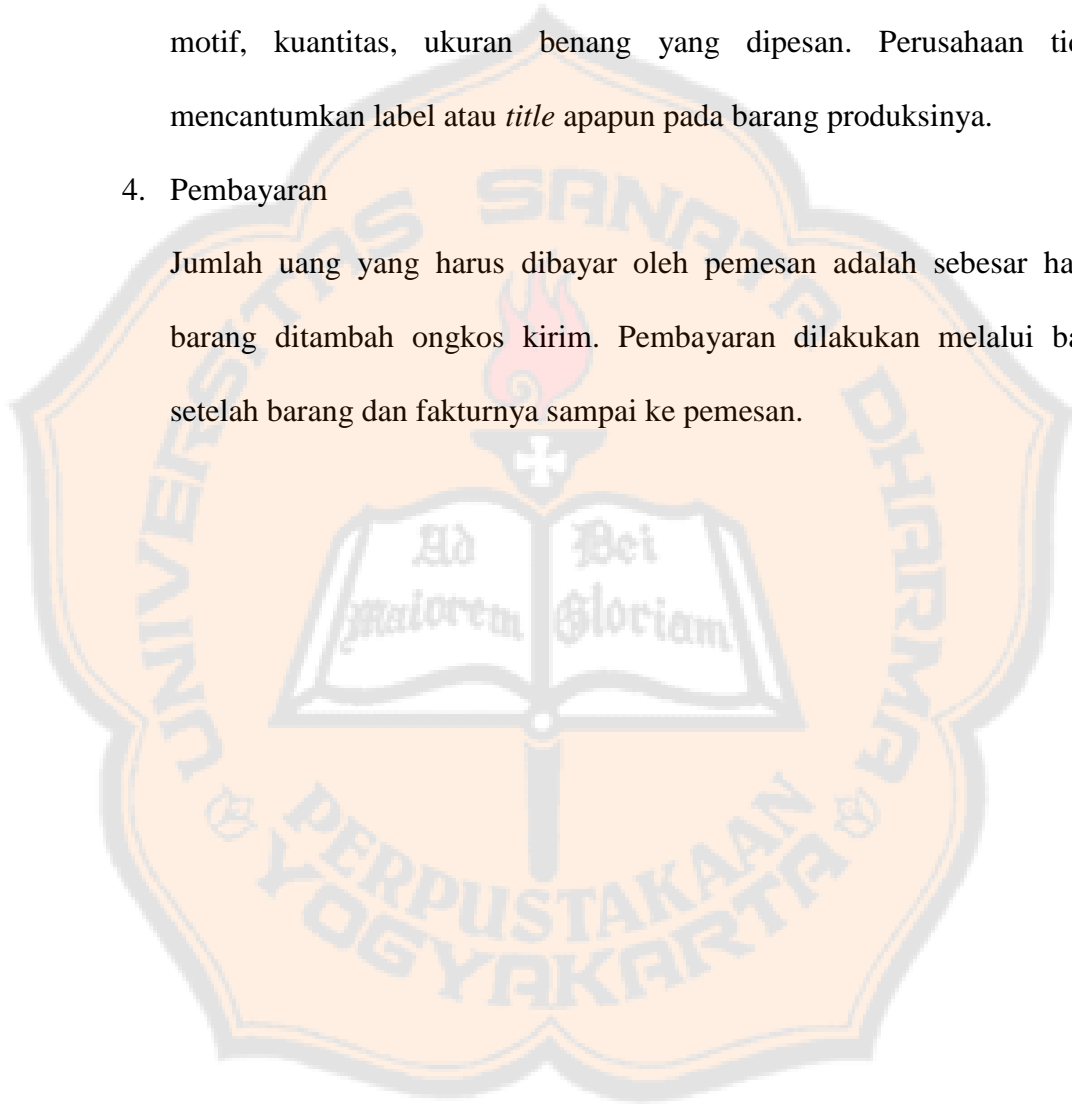 motif, kuantitas, ukuran benang yang dipesan. Perusahaan
mencantumkan label atau title apapun pada barang produksinya.
4. Pembayaran
Jumlah uang yang harus dibayar oleh pemesan adalah sebesar
barang ditambah ongkos kirim. Pembayaran dilakukan melalui
setelah barang dan fakturnya sampai ke pemesan.
UNIVERSITAS SANATA DHARMA
Ad Dei
Maiorem Gloriam
PERPUSTAKAAN
YOGYAKARTA